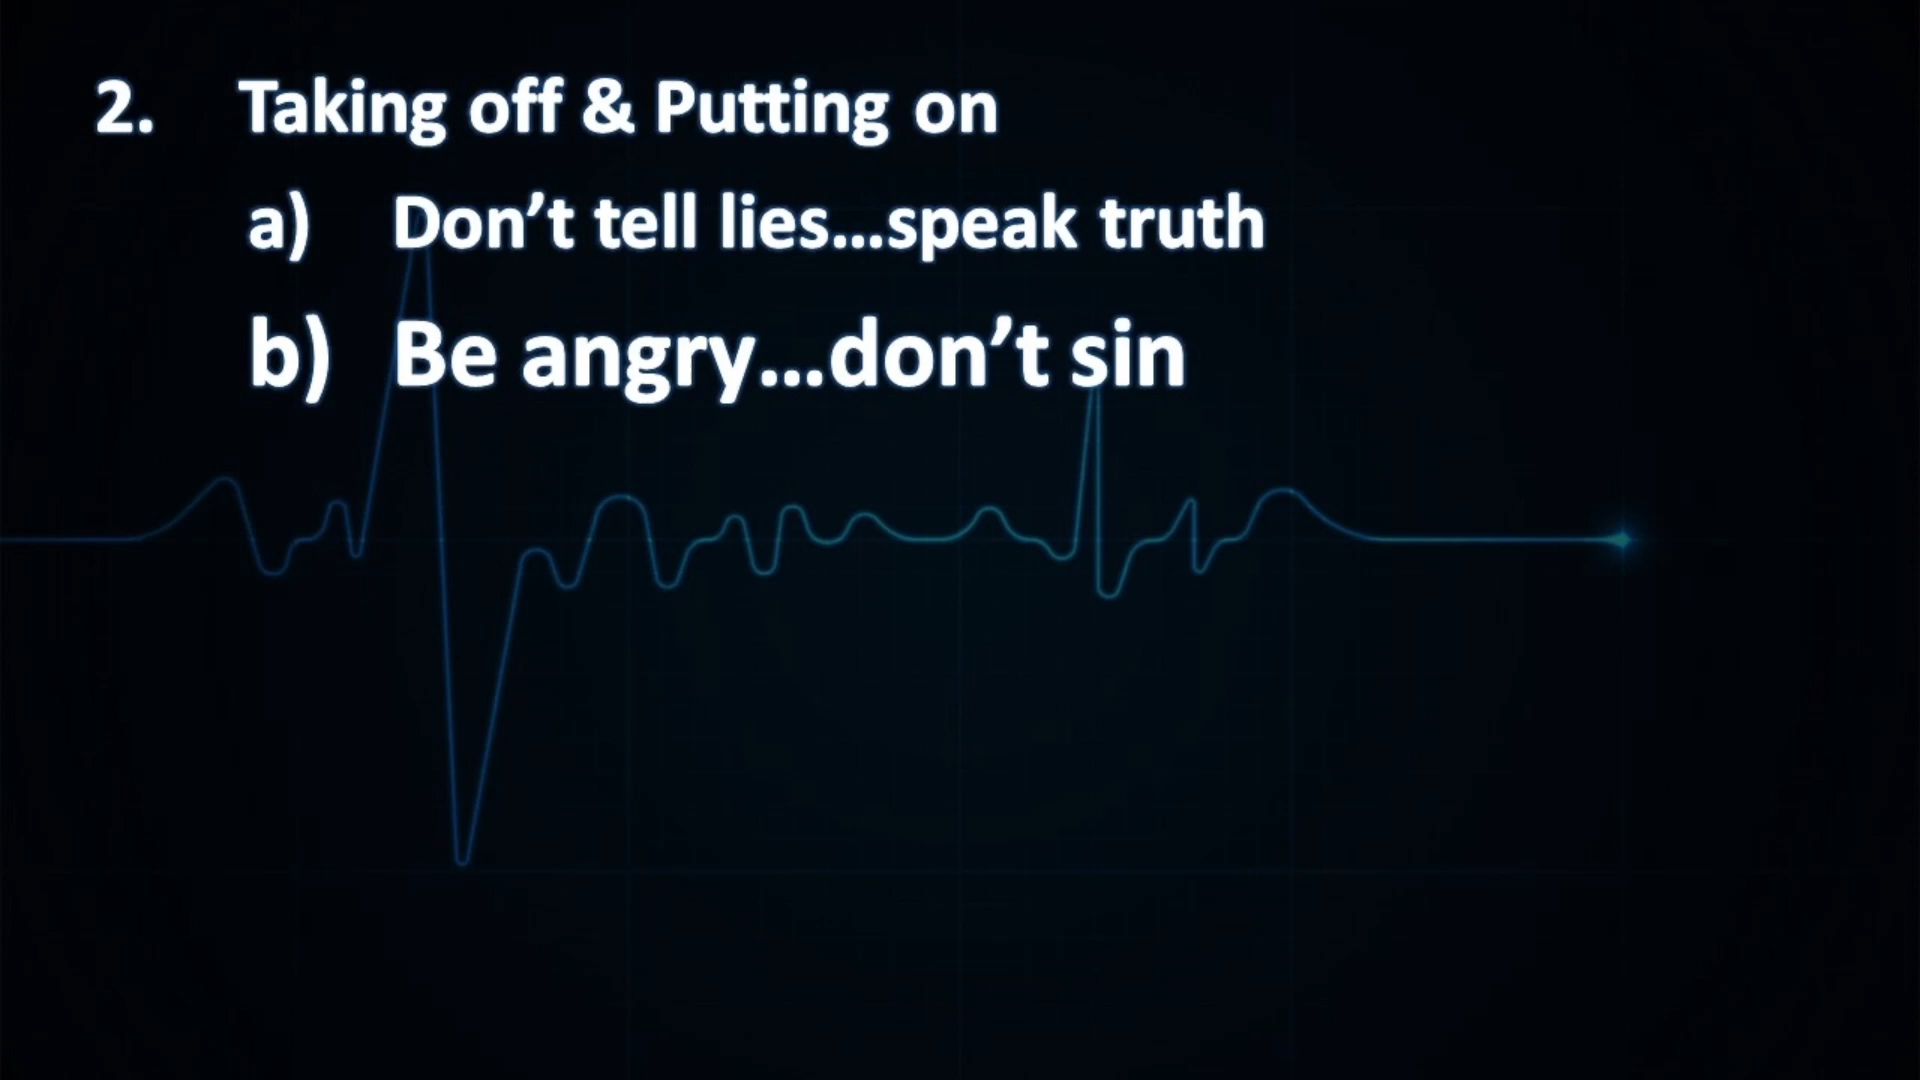 2. Taking off & Putting on
a) Don’t tell lies...speak truth
b) Be angry...don’t sin